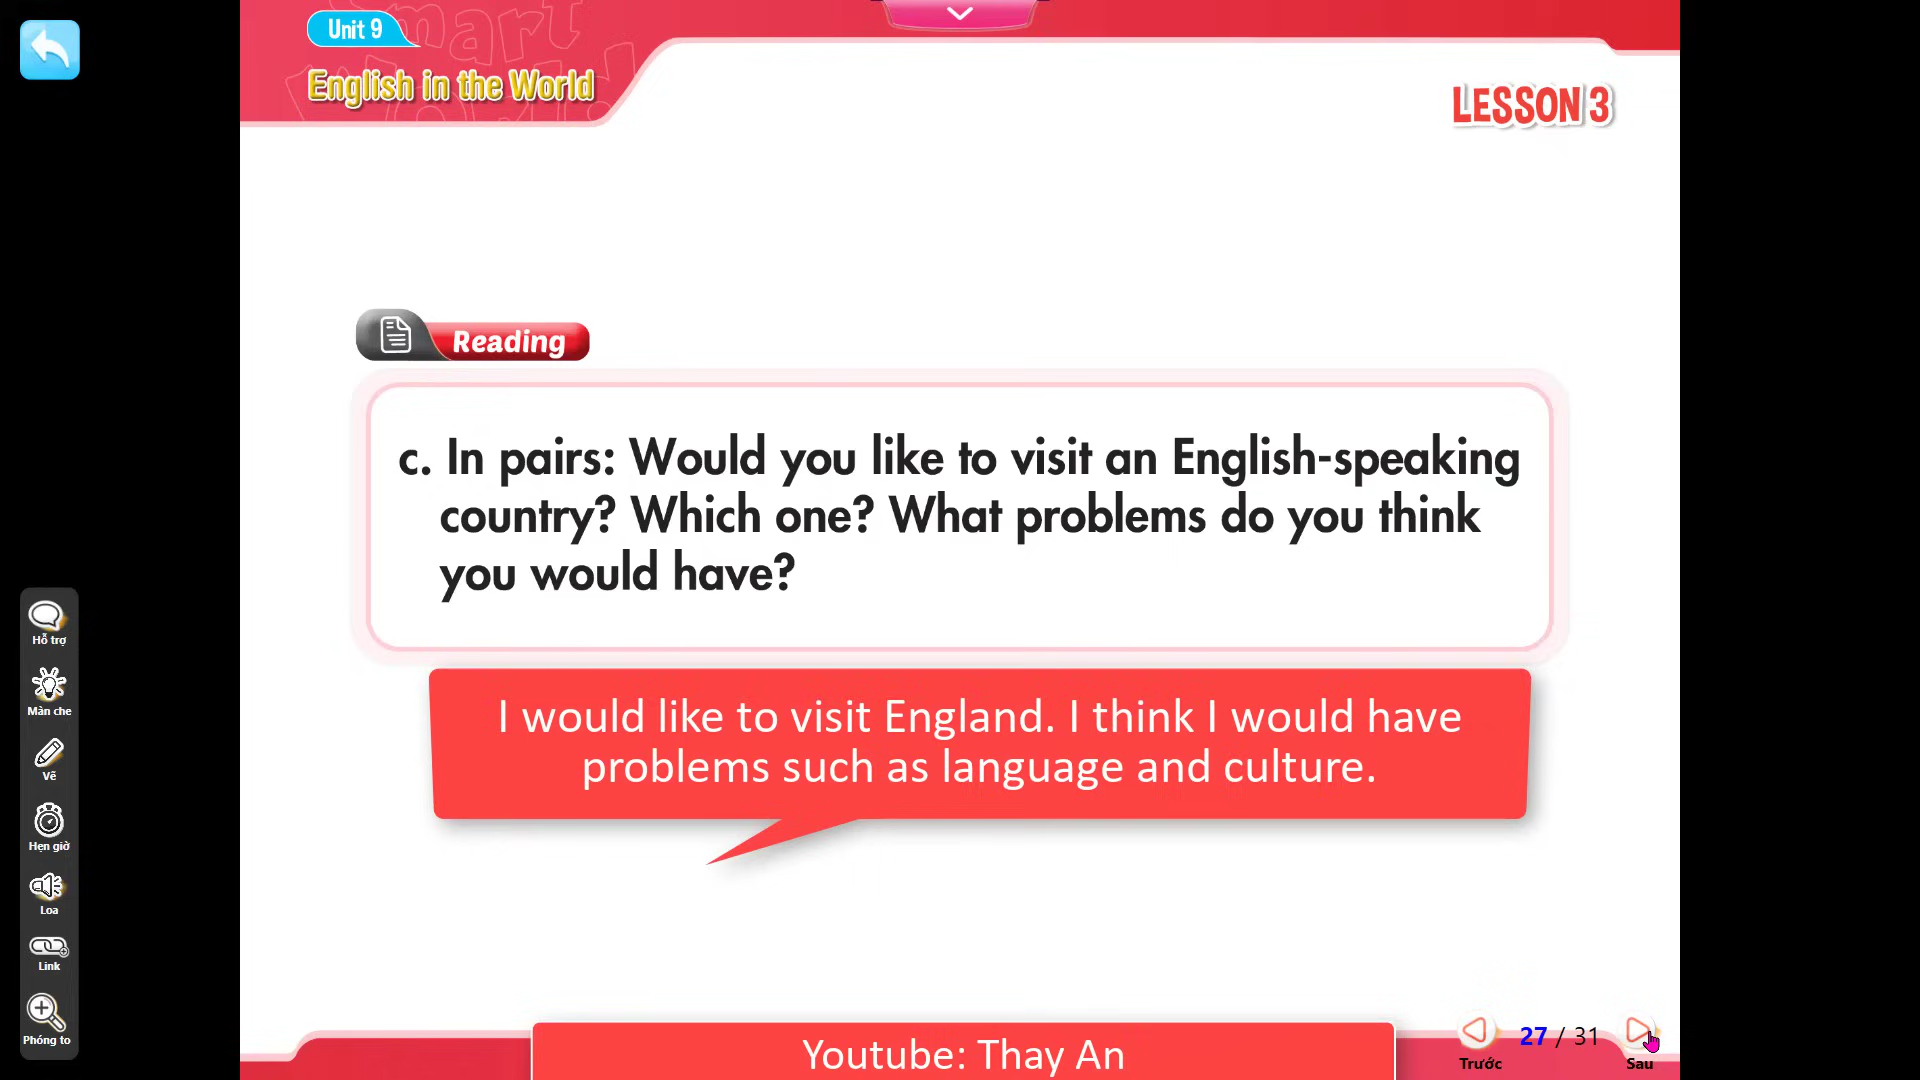 Unit 9
English in the World
LESSON 3
Reading
c. In pairs: Would you like to visit an English-speaking
country? Which one? What problems do you think
you would have?
I would like to visit England. I think I would have
problems such as language and culture.
Hỗ trợ
Màn che
Vẽ
Hẹn giờ
Loa
Link
Phóng to
Youtube: Thay An
27 / 31
Trước
Sau